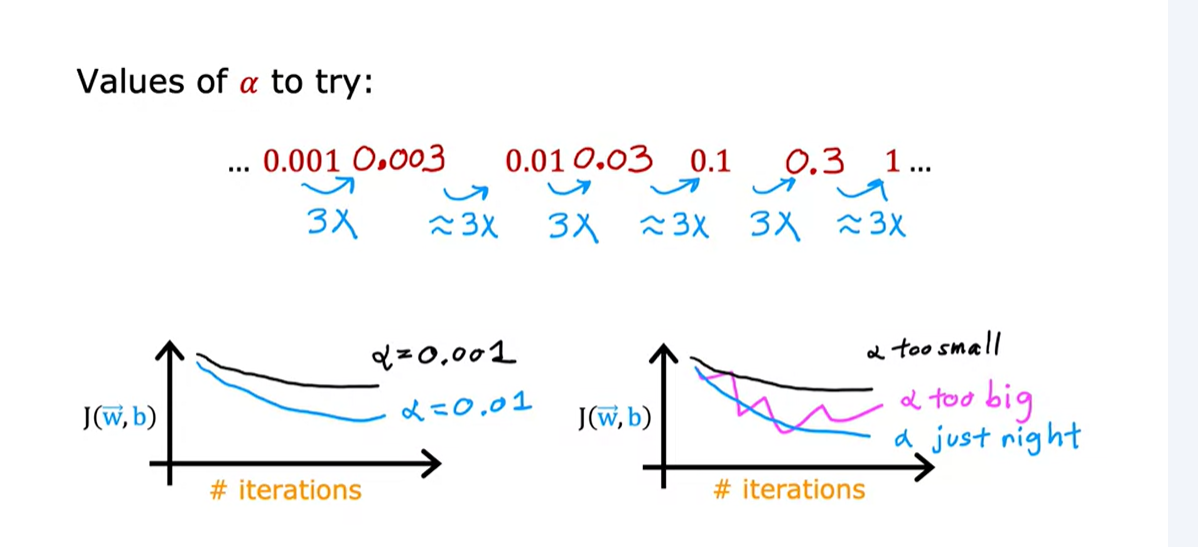 Values of α to try:
... 0.001 0.003 0.01 0.03 0.1 0.3 1 ...
3X ≈3X 3X ≈3X 3X ≈3X
α=0.001
α=0.01
J(w⃗, b)
# iterations
α too small
α too big
α just right
J(w⃗, b)
# iterations